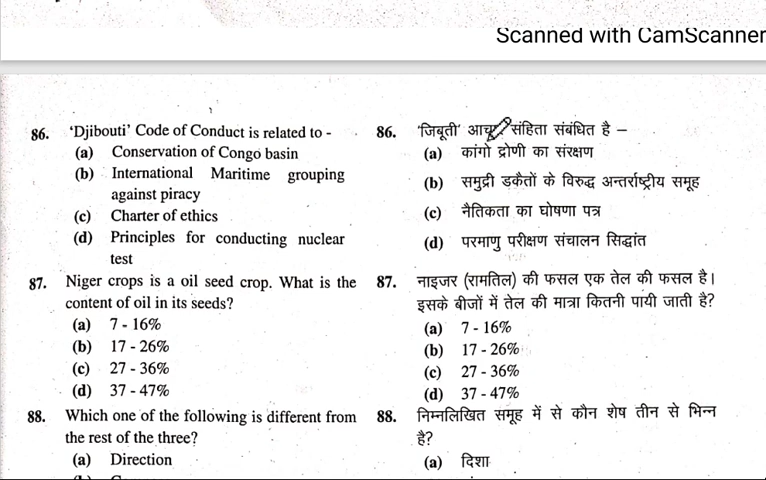 Scanned with CamScanner
86. 'Djibouti' Code of Conduct is related to -
(a) Conservation of Congo basin
(b) International Maritime grouping
against piracy
(c) Charter of ethics
(d) Principles for conducting nuclear
test
87. Niger crops is a oil seed crop. What is the
content of oil in its seeds?
(a) 7 - 16%
(b) 17 - 26%
(c) 27 - 36%
(d) 37 - 47%
88. Which one of the following is different from
the rest of the three?
(a) Direction
86. 'जिबूती' आचार संहिता संबंधित है –
(a) कांगो द्रोणी का संरक्षण
(b) समुद्री डकैतों के विरुद्ध अन्तर्राष्ट्रीय समूह
(c) नैतिकता का घोषणा पत्र
(d) परमाणु परीक्षण संचालन सिद्धांत
87. नाइजर (रामतिल) की फसल एक तेल की फसल है।
इसके बीजों में तेल की मात्रा कितनी पायी जाती है?
(a) 7 - 16%
(b) 17 - 26%
(c) 27 - 36%
(d) 37 - 47%
88. निम्नलिखित समूह में से कौन शेष तीन से भिन्न
है?
(a) दिशा